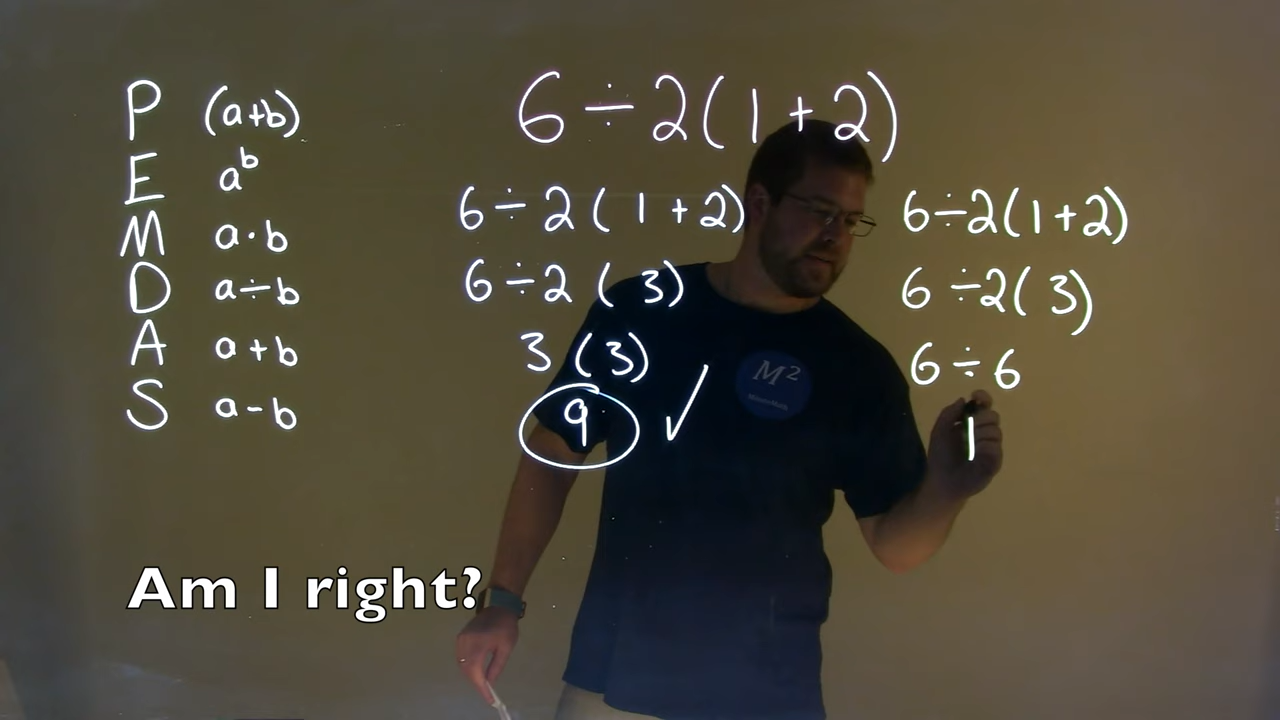 P (a+b)
E a^b
M a·b
D a÷b
A a+b
S a-b
6÷2(1+2)
6÷2(1+2)
6÷2(3)
3(3)
9 ✓
6÷2(1+2)
6÷2(3)
6÷6
1
M²
Am I right?